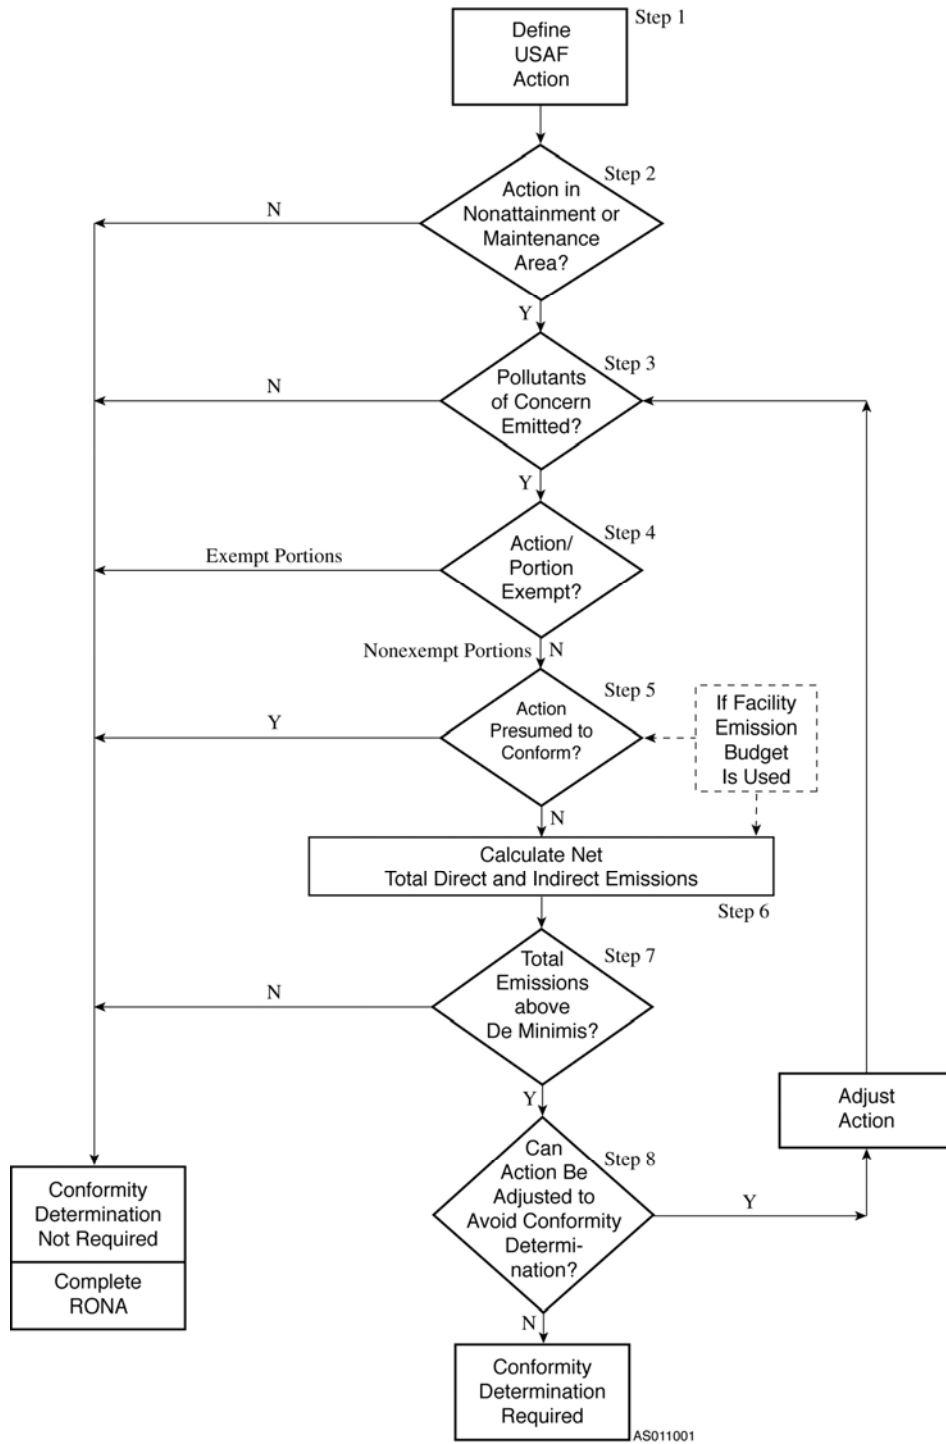 Define
USAF
Action
Step 1
Step 2
Action in
Nonattainment or
Maintenance
Area?
N
Y
Step 3
Pollutants
of Concern
Emitted?
N
Y
Step 4
Action/
Portion
Exempt?
Exempt Portions
Nonexempt Portions
N
Step 5
Action
Presumed to
Conform?
Y
If Facility
Emission
Budget
Is Used
N
Calculate Net
Total Direct and Indirect Emissions
Step 6
Step 7
Total
Emissions
above
De Minimis?
N
Y
Adjust
Action
Step 8
Can
Action Be
Adjusted to
Avoid Conformity
Determi-
nation?
Y
N
Conformity
Determination
Not Required
Complete
RONA
Conformity
Determination
Required
AS011001